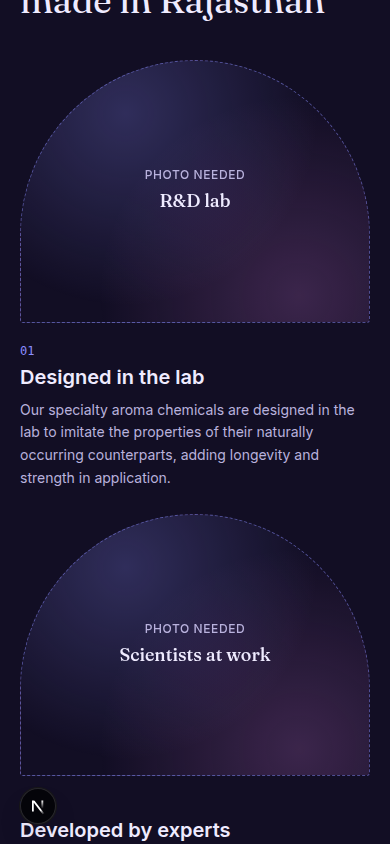 made in Rajasthan
PHOTO NEEDED
R&D lab
01
Designed in the lab
Our specialty aroma chemicals are designed in the
lab to imitate the properties of their naturally
occurring counterparts, adding longevity and
strength in application.
PHOTO NEEDED
Scientists at work
N
Developed by experts